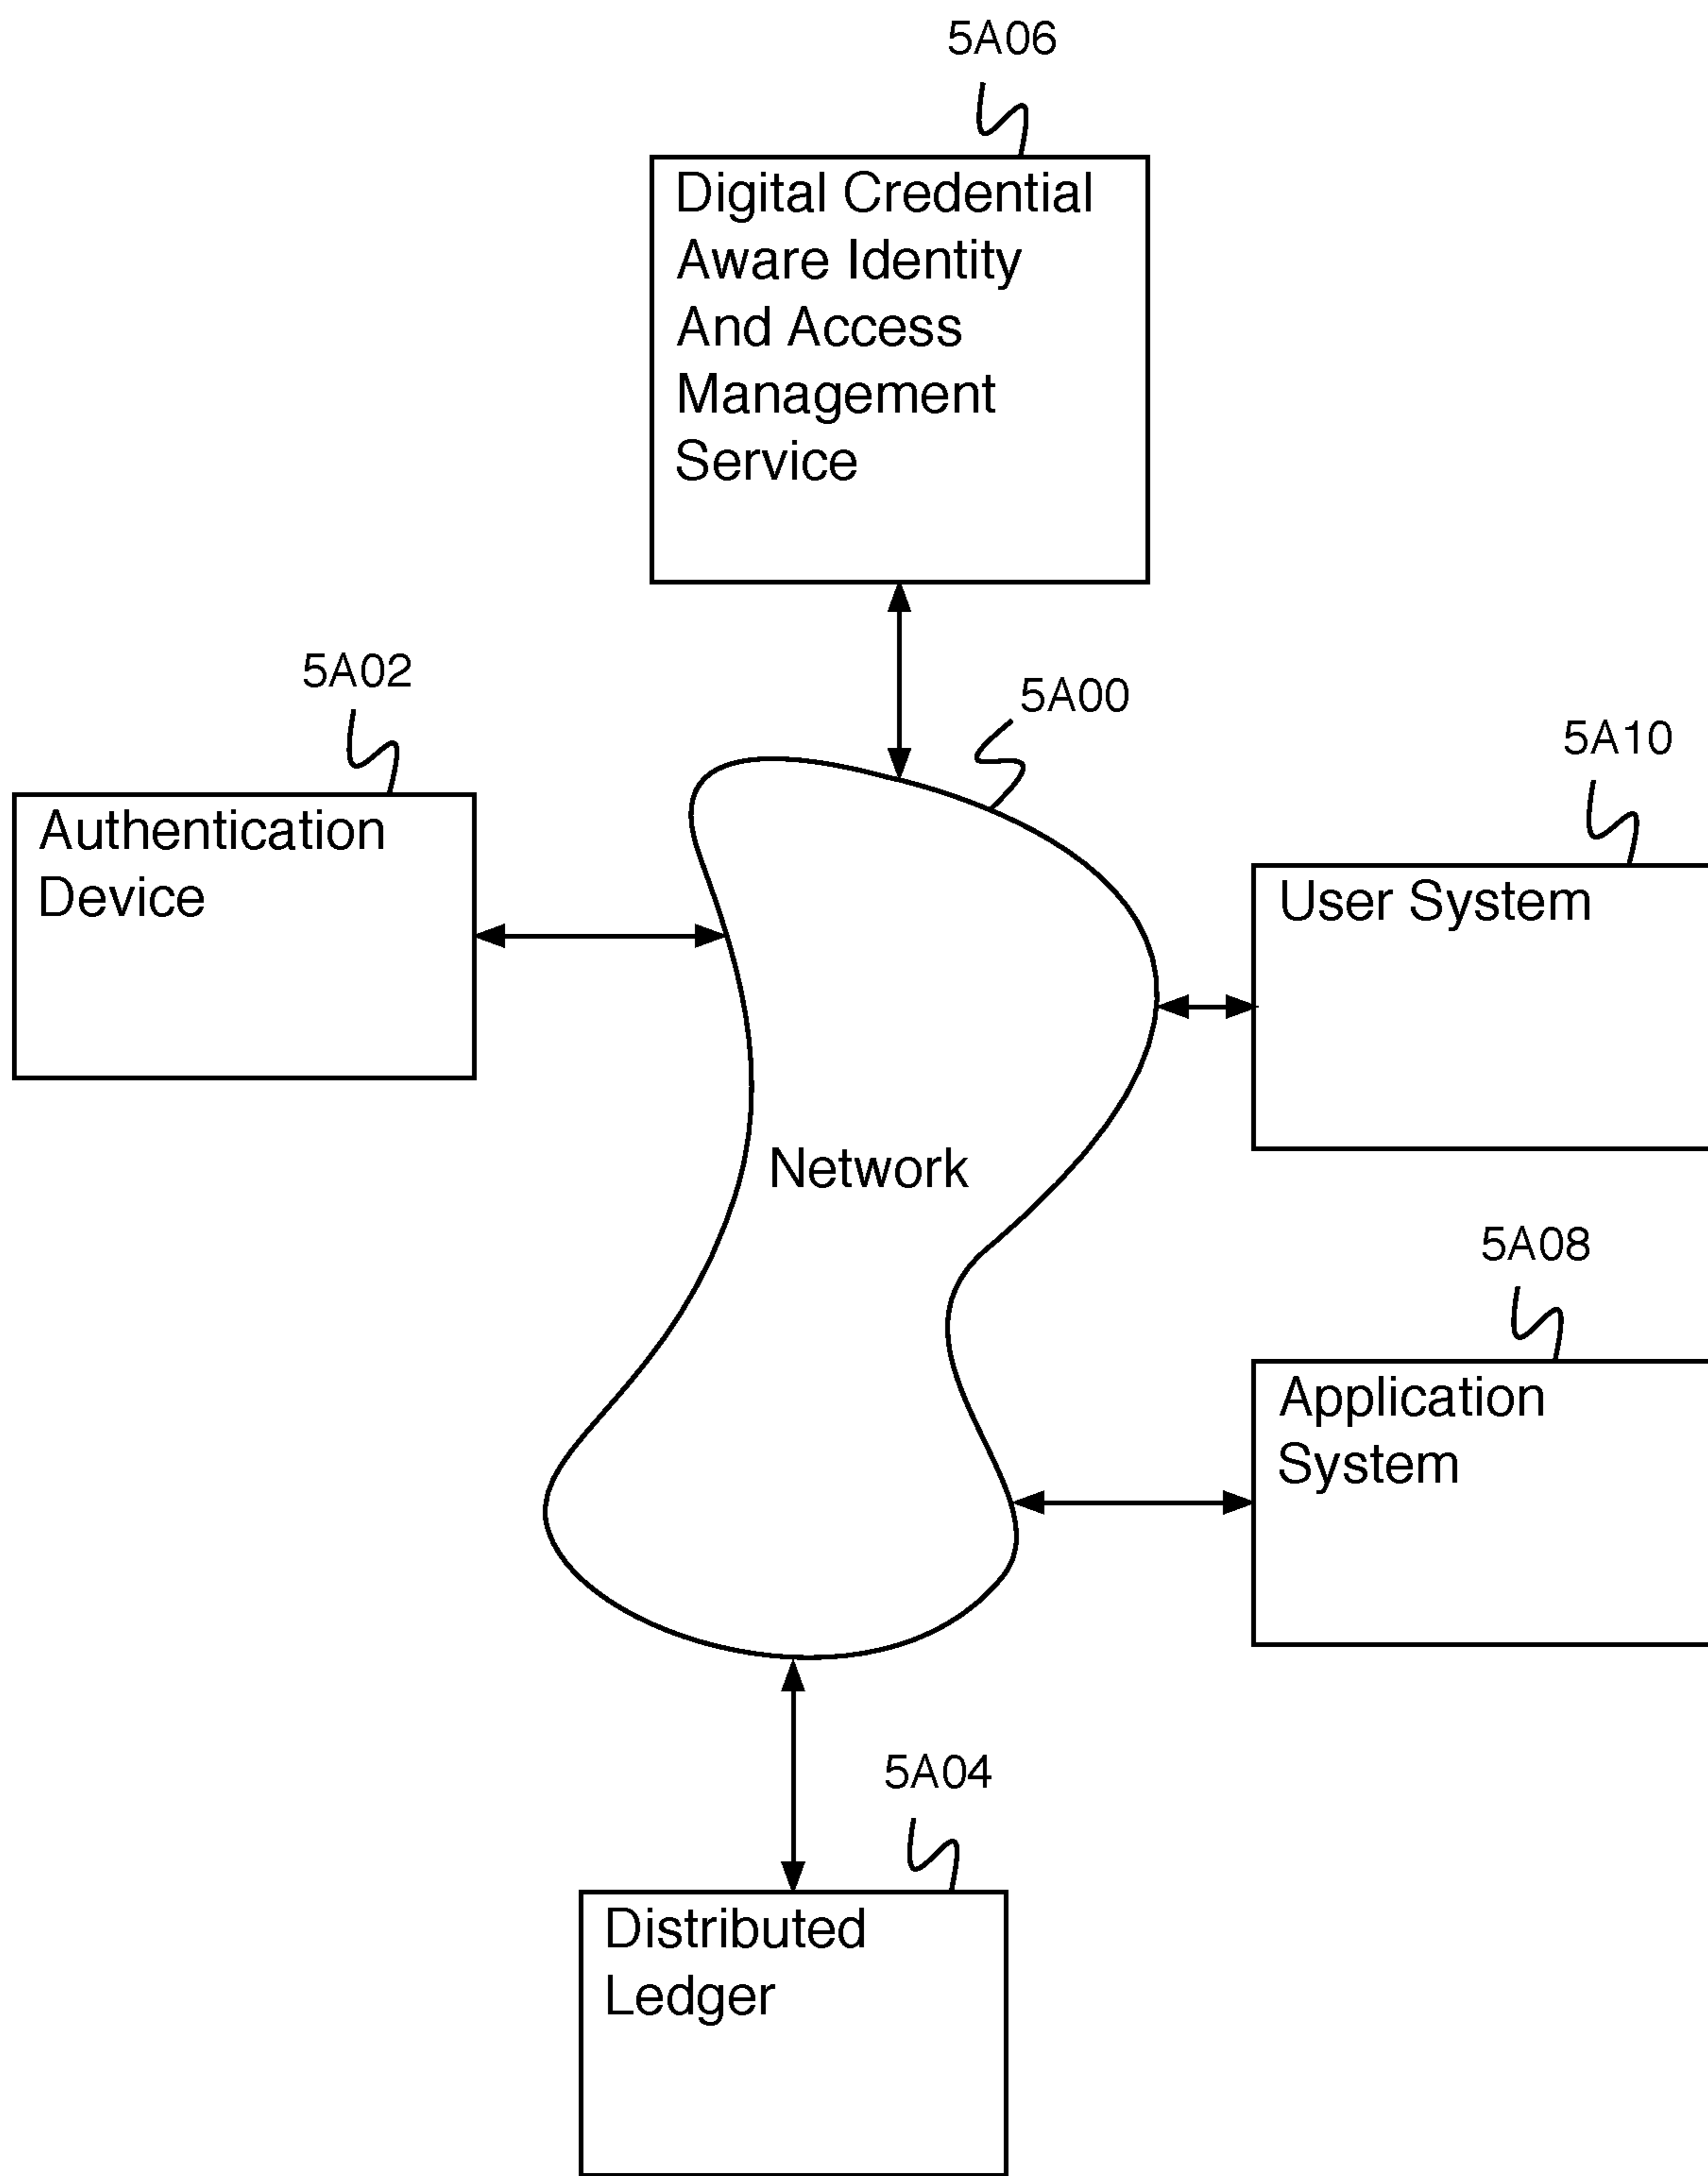 5A06
Digital Credential
Aware Identity
And Access
Management
Service
5A02
5A00
5A10
Authentication
Device
User System
Network
5A08
Application
System
5A04
Distributed
Ledger